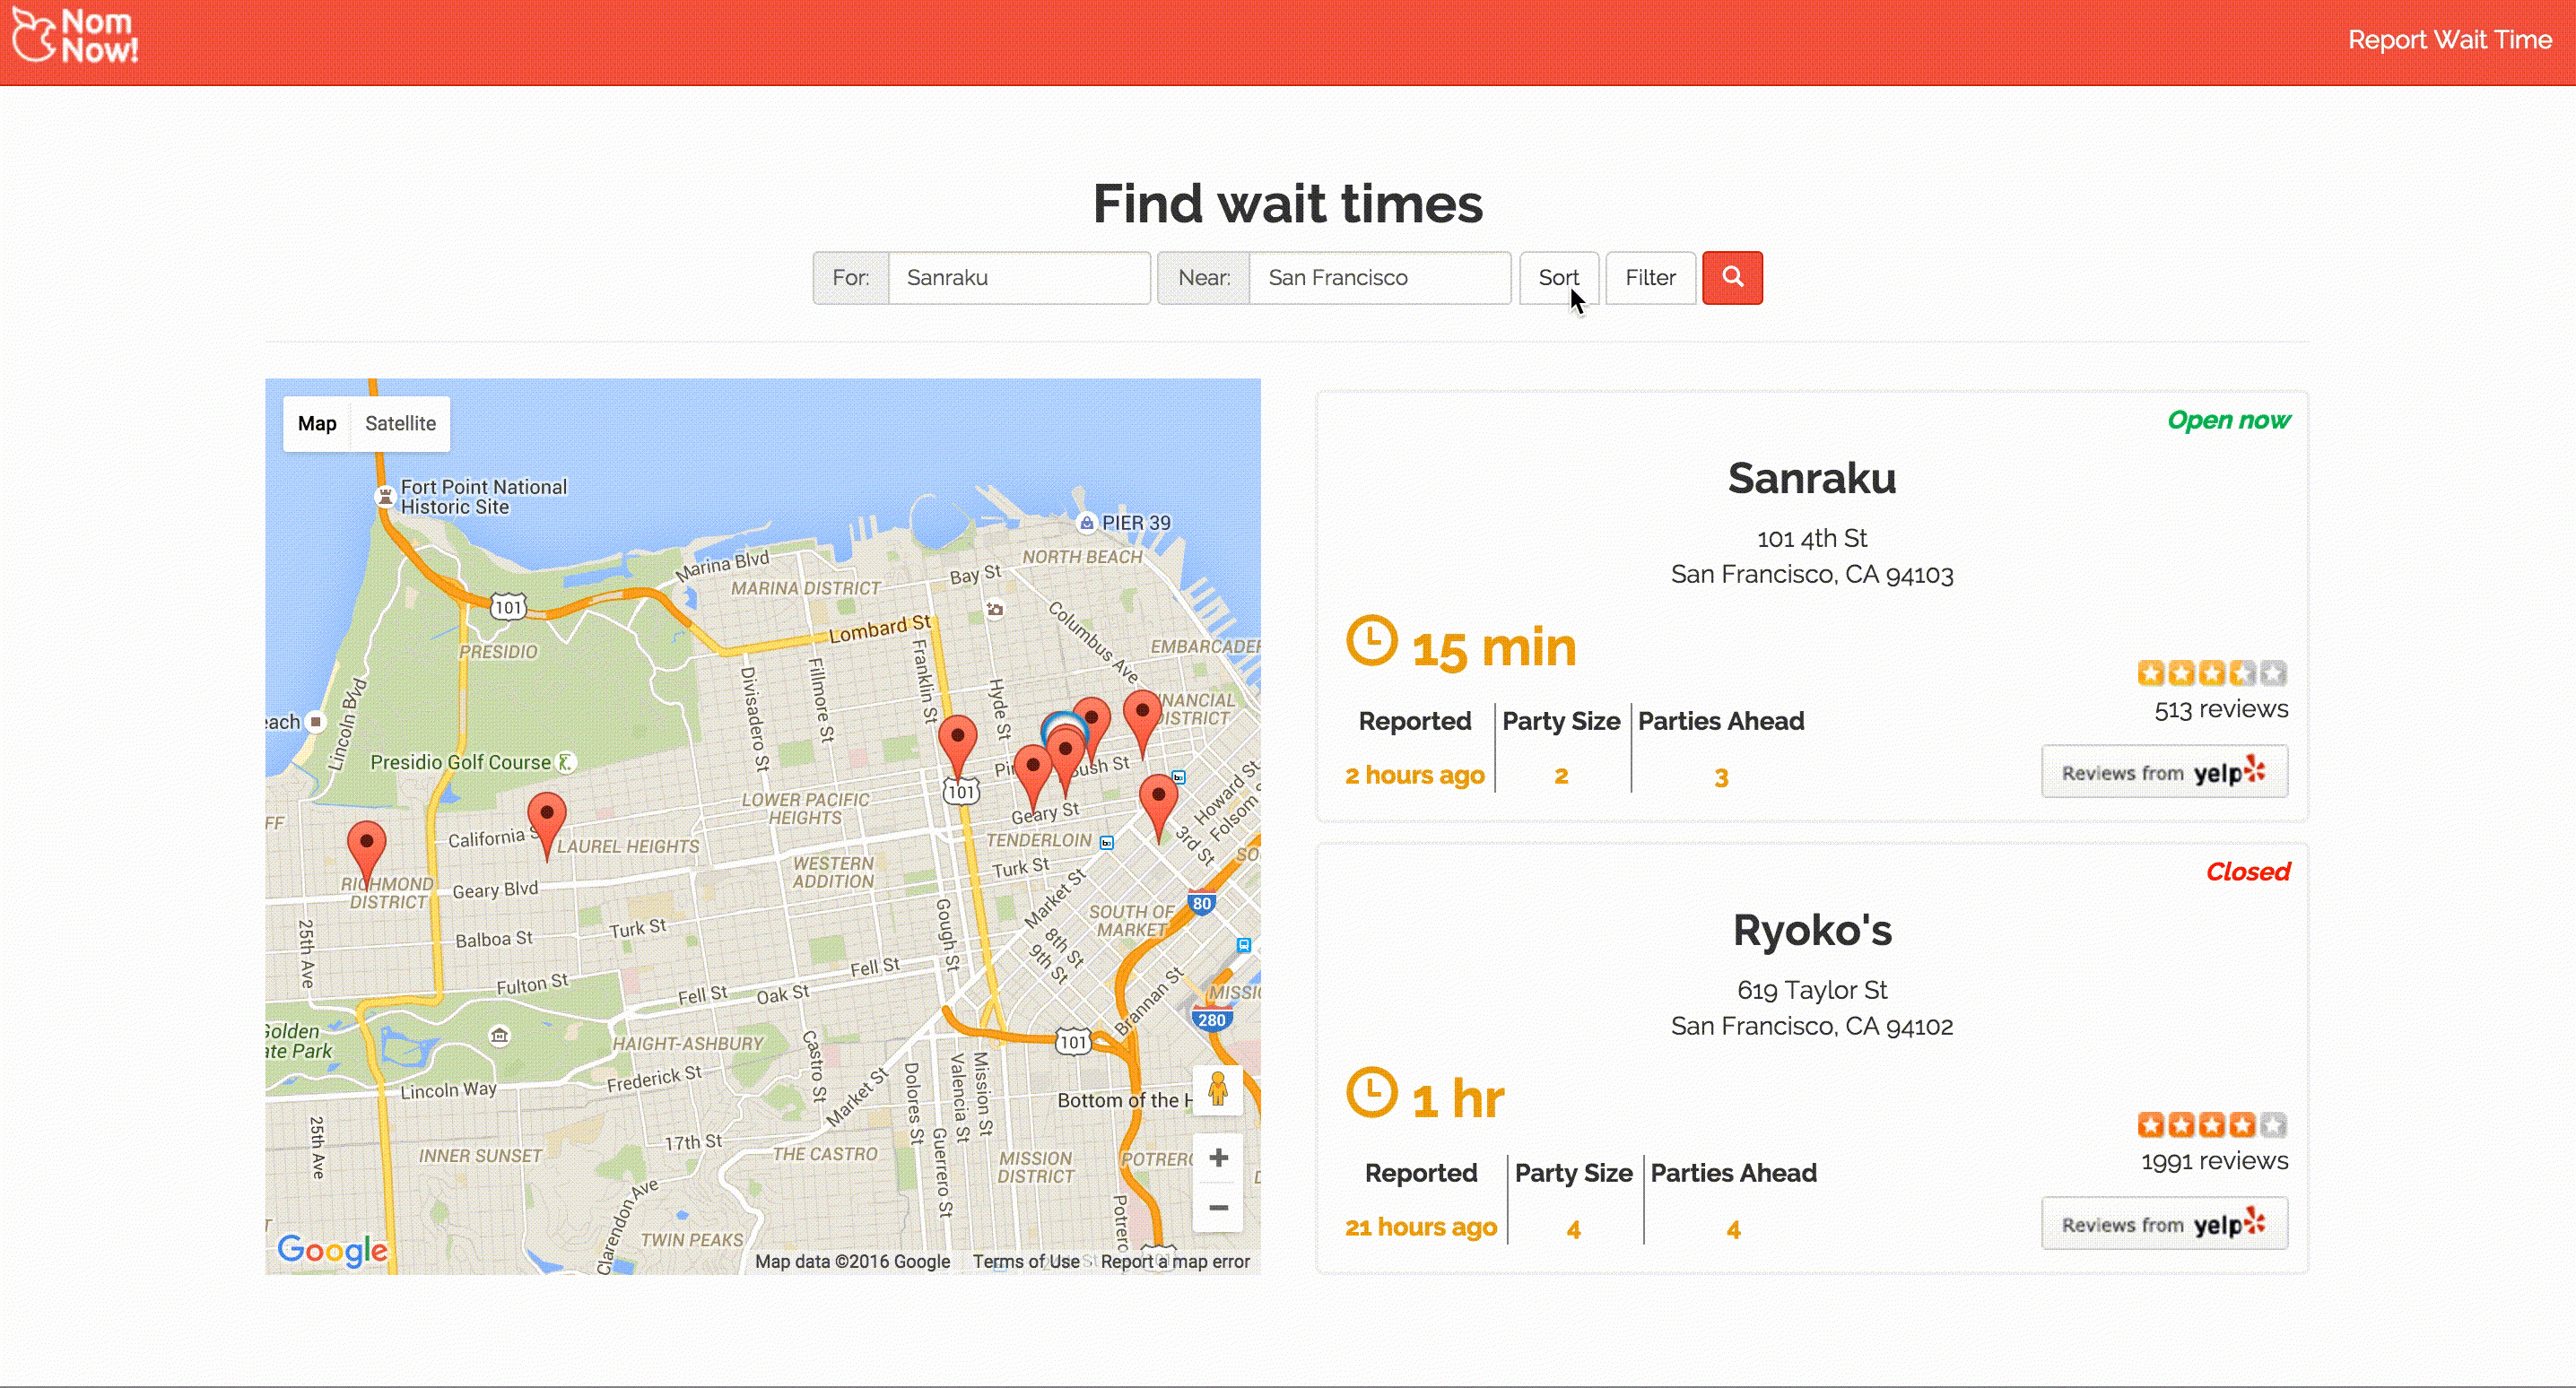 Nom
Now!
Report Wait Time
Find wait times
For: Sanraku Near: San Francisco Sort Filter
Map Satellite
Fort Point National
Historic Site
PIER 39
NORTH BEACH
Marina Blvd
MARINA DISTRICT
Bay St
101
Lombard St
Columbus Ave
EMBARCADER
PRESIDIO
Franklin St
Fillmore St
Divisadero St
Hyde St
NANCIAL
DISTRICT
each
Lincoln Blvd
Presidio Golf Course
Pi
Bush St
101
Howard St
Folsom
LOWER PACIFIC
HEIGHTS
Geary St
FF
California S
LAUREL HEIGHTS
TENDERLOIN
3rd St
SO
WESTERN
ADDITION
Turk St
RICHMOND
DISTRICT
Geary Blvd
Market St
80
SOUTH OF
MARKET
25th Ave
Balboa St
Turk St
Gough St
8th St
9th St
Fulton St
Fell St
Fell St
Oak St
Brannan St
MISSI
280
Golden
ate Park
HAIGHT-ASHBURY
101
Castro St
Lincoln Way
Frederick St
Market St
Dolores St
Valencia St
Mission St
Bottom of the H
25th Ave
17th St
INNER SUNSET
THE CASTRO
Guerrero St
MISSION
DISTRICT
POTRERO
Clarendon Ave
TWIN PEAKS
Potrero
101
Google
Map data ©2016 Google Terms of Use Report a map error
Open now
Sanraku
101 4th St
San Francisco, CA 94103
15 min
513 reviews
Reported Party Size Parties Ahead
2 hours ago 2 3
Reviews from yelp
Closed
Ryoko's
619 Taylor St
San Francisco, CA 94102
1 hr
1991 reviews
Reported Party Size Parties Ahead
21 hours ago 4 4
Reviews from yelp